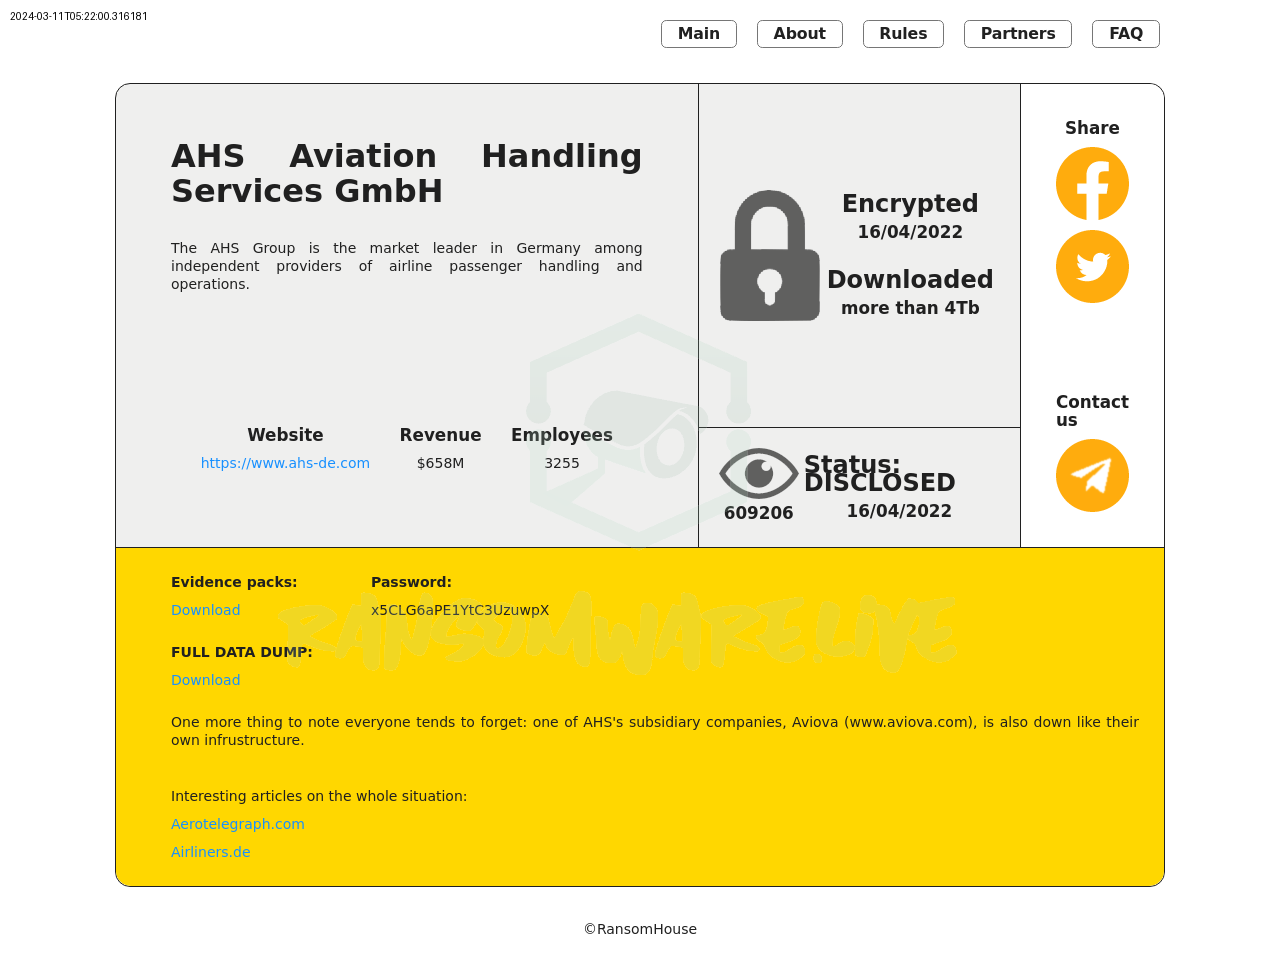 2024-03-11T05:22:00.316181
Main About Rules Partners FAQ
AHS Aviation Handling
Services GmbH
The AHS Group is the market leader in Germany among
independent providers of airline passenger handling and
operations.
Website Revenue Employees
https://www.ahs-de.com $658M 3255
Encrypted
16/04/2022
Downloaded
more than 4Tb
Status:
DISCLOSED
609206 16/04/2022
Share
Contact
us
Evidence packs: Password:
Download x5CLG6aPE1YtC3UzuwpX
RANSOMWARE.LIVE
FULL DATA DUMP:
Download
One more thing to note everyone tends to forget: one of AHS's subsidiary companies, Aviova (www.aviova.com), is also down like their
own infrustructure.
Interesting articles on the whole situation:
Aerotelegraph.com
Airliners.de
©RansomHouse